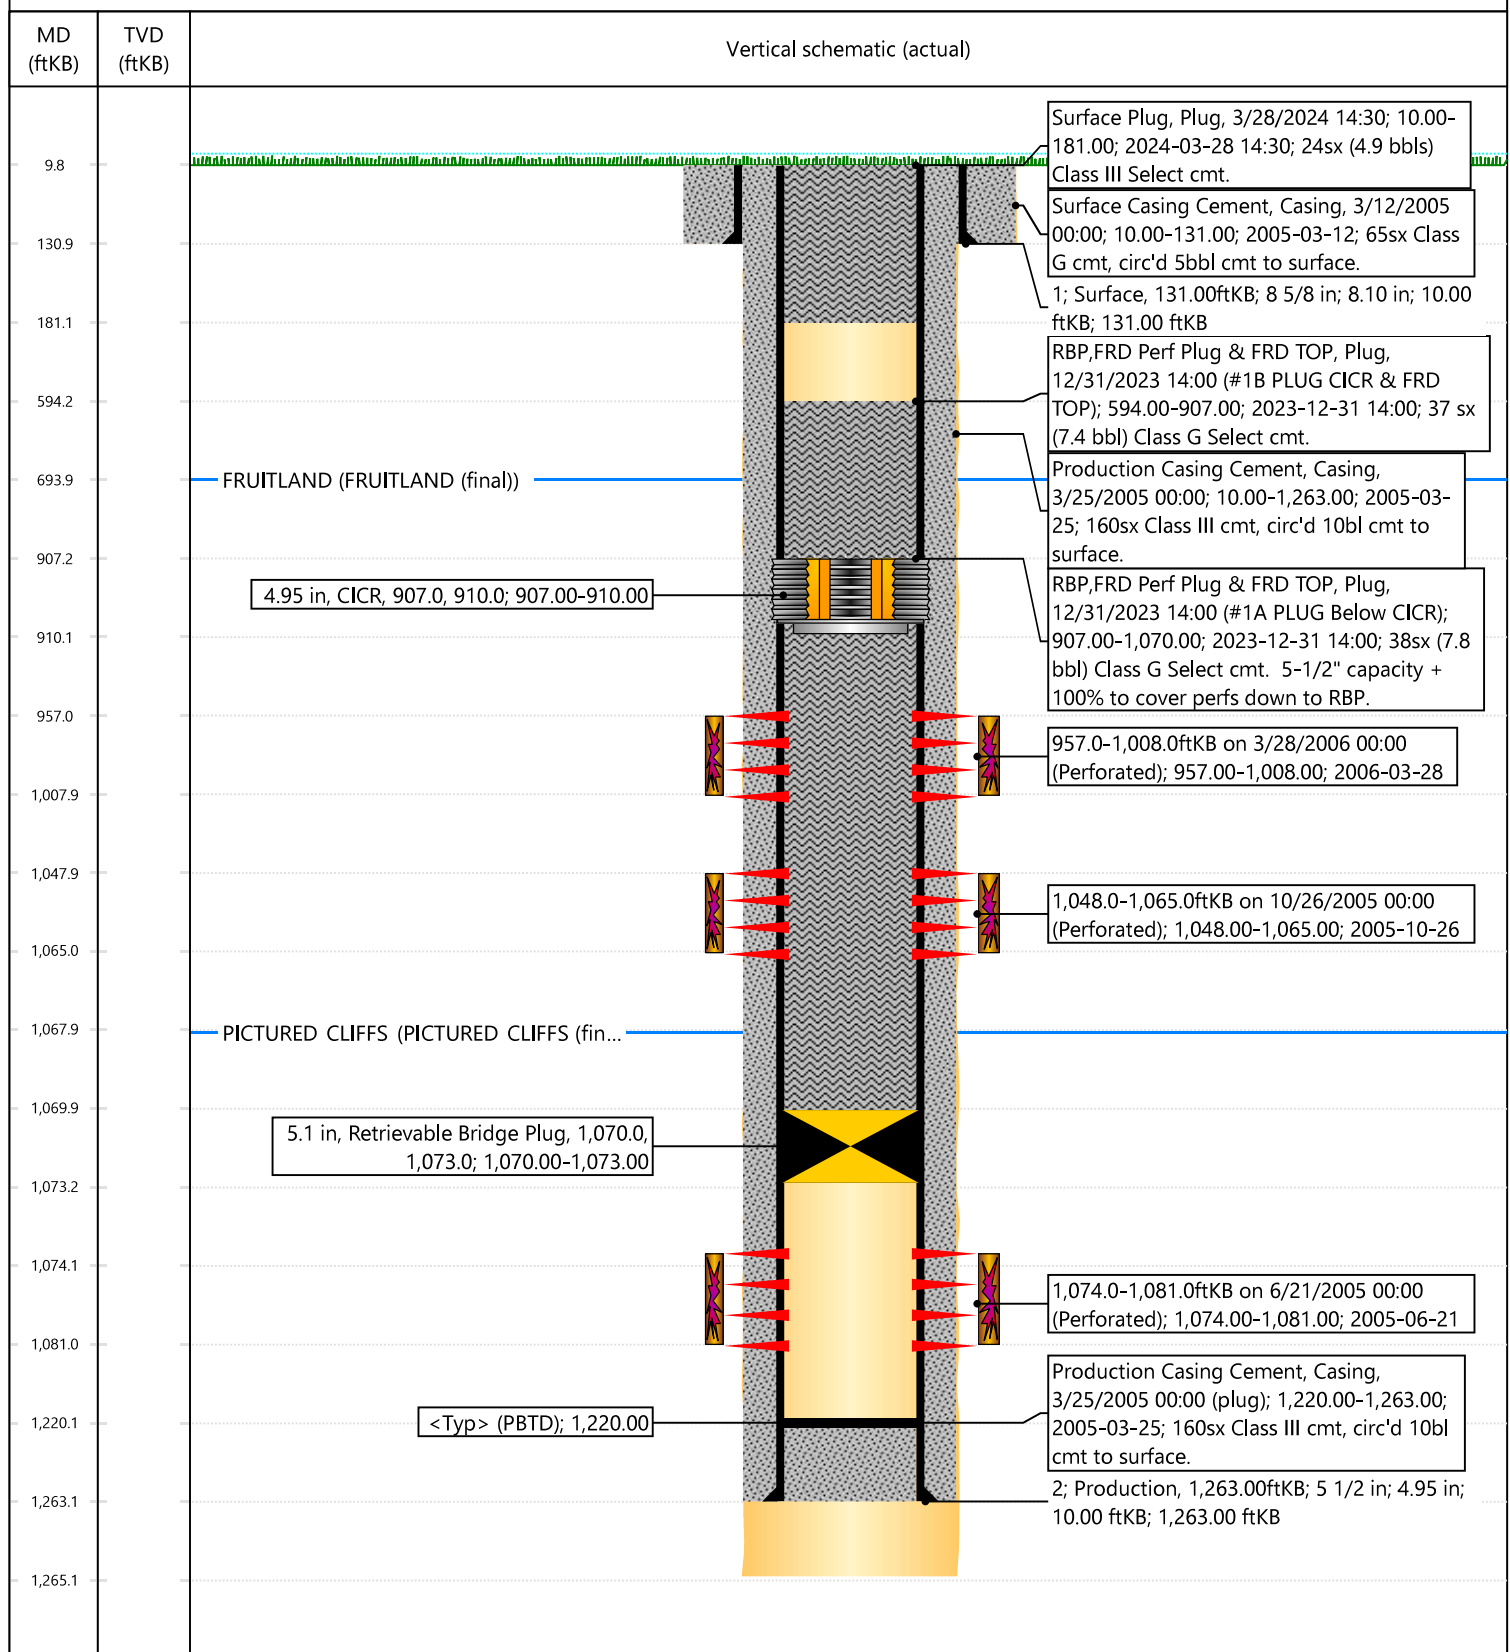 MD
(ftKB)
TVD
(ftKB)
Vertical schematic (actual)
9.8
130.9
181.1
594.2
693.9
907.2
910.1
957.0
1,007.9
1,047.9
1,065.0
1,067.9
1,069.9
1,073.2
1,074.1
1,081.0
1,220.1
1,263.1
1,265.1
FRUITLAND (FRUITLAND (final))
4.95 in, CICR, 907.0, 910.0; 907.00-910.00
PICTURED CLIFFS (PICTURED CLIFFS (fin...
5.1 in, Retrievable Bridge Plug, 1,070.0,
1,073.0; 1,070.00-1,073.00
<Typ> (PBTD); 1,220.00
Surface Plug, Plug, 3/28/2024 14:30; 10.00-
181.00; 2024-03-28 14:30; 24sx (4.9 bbls)
Class III Select cmt.
Surface Casing Cement, Casing, 3/12/2005
00:00; 10.00-131.00; 2005-03-12; 65sx Class
G cmt, circ'd 5bbl cmt to surface.
1; Surface, 131.00ftKB; 8 5/8 in; 8.10 in; 10.00
ftKB; 131.00 ftKB
RBP,FRD Perf Plug & FRD TOP, Plug,
12/31/2023 14:00 (#1B PLUG CICR & FRD
TOP); 594.00-907.00; 2023-12-31 14:00; 37 sx
(7.4 bbl) Class G Select cmt.
Production Casing Cement, Casing,
3/25/2005 00:00; 10.00-1,263.00; 2005-03-
25; 160sx Class III cmt, circ'd 10bl cmt to
surface.
RBP,FRD Perf Plug & FRD TOP, Plug,
12/31/2023 14:00 (#1A PLUG Below CICR);
907.00-1,070.00; 2023-12-31 14:00; 38sx (7.8
bbl) Class G Select cmt.  5-1/2" capacity +
100% to cover perfs down to RBP.
957.0-1,008.0ftKB on 3/28/2006 00:00
(Perforated); 957.00-1,008.00; 2006-03-28
1,048.0-1,065.0ftKB on 10/26/2005 00:00
(Perforated); 1,048.00-1,065.00; 2005-10-26
1,074.0-1,081.0ftKB on 6/21/2005 00:00
(Perforated); 1,074.00-1,081.00; 2005-06-21
Production Casing Cement, Casing,
3/25/2005 00:00 (plug); 1,220.00-1,263.00;
2005-03-25; 160sx Class III cmt, circ'd 10bl
cmt to surface.
2; Production, 1,263.00ftKB; 5 1/2 in; 4.95 in;
10.00 ftKB; 1,263.00 ftKB